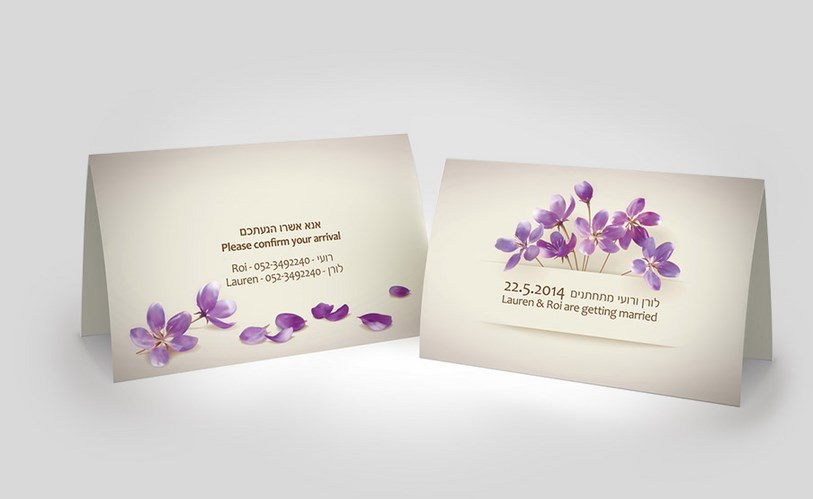 אנא אשרו הגעתכם
Please confirm your arrival
Roi - 052-3492240 - רועי
Lauren - 052-3492240 - לורן
22.5.2014 לורן ורועי מתחתנים
Lauren & Roi are getting married